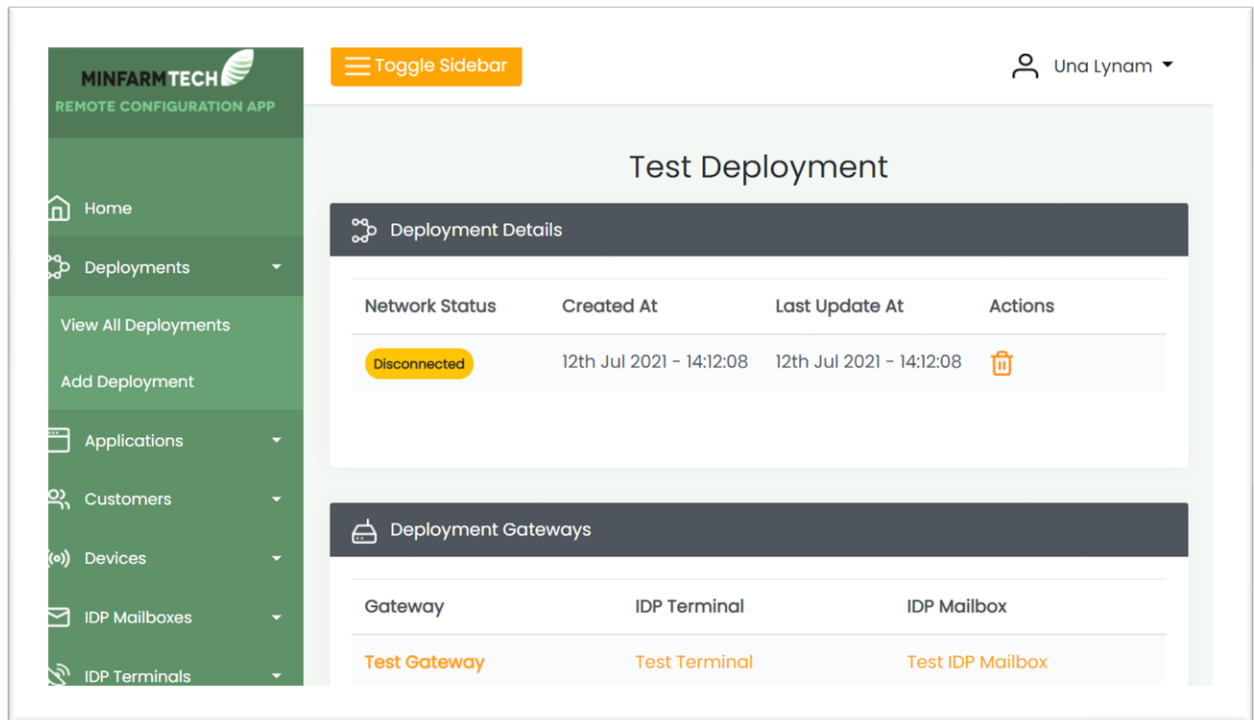 MINFARMTECH
REMOTE CONFIGURATION APP
Toggle Sidebar
Una Lynam
Home
Deployments
View All Deployments
Add Deployment
Applications
Customers
Devices
IDP Mailboxes
IDP Terminals
Test Deployment
Deployment Details
Network Status Created At Last Update At Actions
Disconnected 12th Jul 2021 - 14:12:08 12th Jul 2021 - 14:12:08
Deployment Gateways
Gateway IDP Terminal IDP Mailbox
Test Gateway Test Terminal Test IDP Mailbox